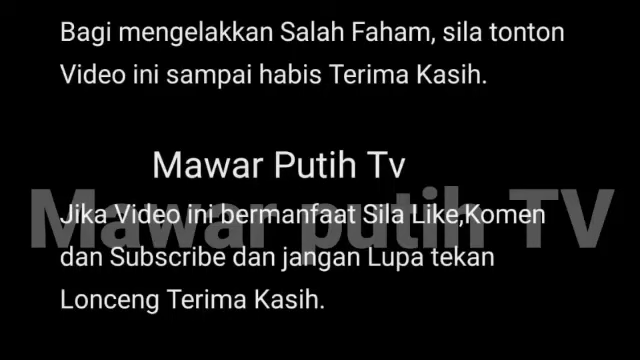 Bagi mengelakkan Salah Faham, sila tonton
Video ini sampai habis Terima Kasih.
Mawar Putih Tv
Mawar putih TV
Jika Video ini bermanfaat Sila Like,Komen
dan Subscribe dan jangan Lupa tekan
Lonceng Terima Kasih.